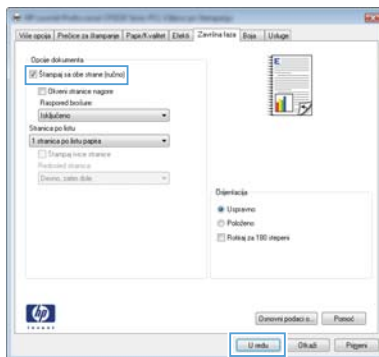 Više opcija
Prečice za štampanje
Papir/Kvalitet
Efekti
Završna faza
Boja
Usluge
Opcije dokumenta
Štampaj sa obe strane (ručno)
Okreni stranice nagore
Raspored brošure:
Isključeno
Stranica po listu
1 stranica po listu papira
Štampaj ivice stranice
Redosled stranica:
Desno, zatim dole
E
Orijentacija
Uspravno
Položeno
Rotiraj za 180 stepeni
hp
invent
Osnovni podaci o...
Pomoć
U redu
Otkaži
Primeni